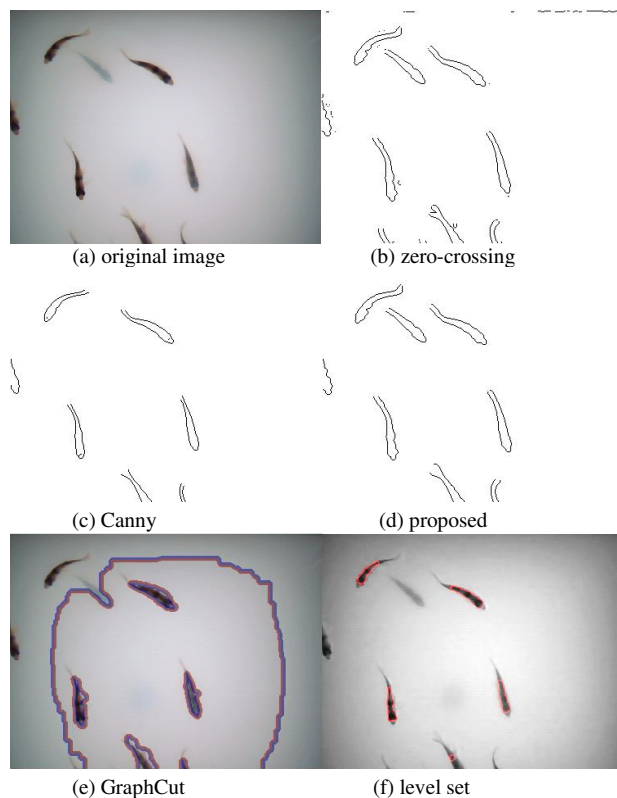 (a) original image
(b) zero-crossing
(c) Canny
(d) proposed
(e) GraphCut
(f) level set